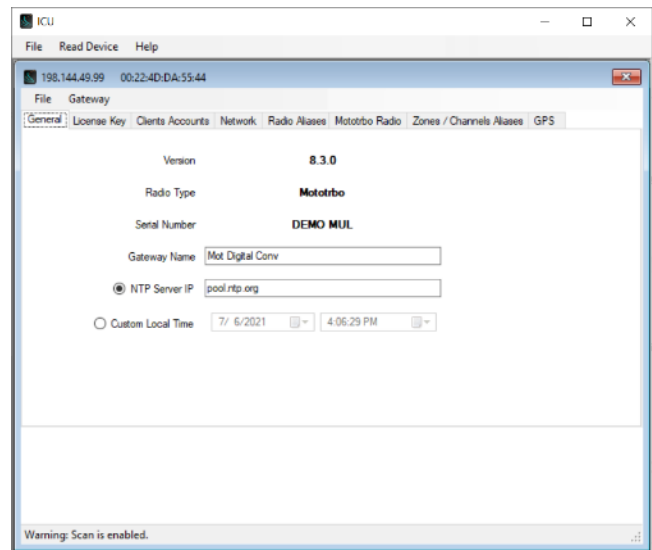 ICU
File Read Device Help
198.144.49.99 00:22:4D:DA:55:44
File Gateway
General License Key Clients Accounts Network Radio Aliases Mototrbo Radio Zones / Channels Aliases GPS
Version 8.3.0
Radio Type Mototrbo
Serial Number DEMO MUL
Gateway Name Mot Digital Conv
NTP Server IP pool.ntp.org
Custom Local Time 7/ 6/2021 4:06:29 PM
Warning: Scan is enabled.